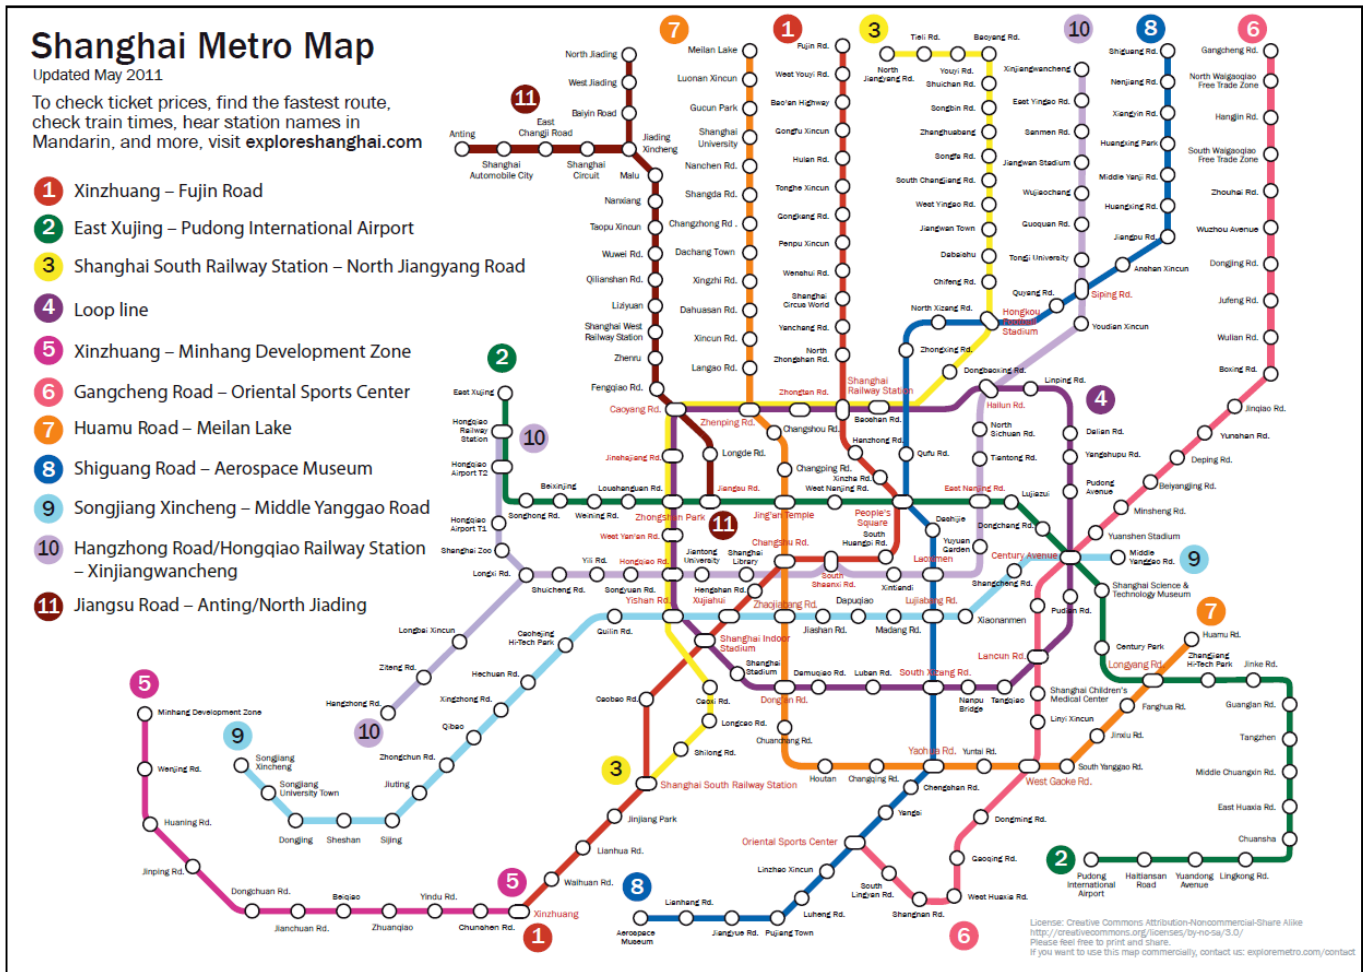 Shanghai Metro Map
Updated May 2011
To check ticket prices, find the fastest route,
check train times, hear station names in
Mandarin, and more, visit exploreshanghai.com
1 Xinzhuang – Fujin Road
2 East Xujing – Pudong International Airport
3 Shanghai South Railway Station – North Jiangyang Road
4 Loop line
5 Xinzhuang – Minhang Development Zone
6 Gangcheng Road – Oriental Sports Center
7 Huamu Road – Meilan Lake
8 Shiguang Road – Aerospace Museum
9 Songjiang Xincheng – Middle Yanggao Road
10 Hangzhong Road/Hongqiao Railway Station
– Xinjiangwancheng
11 Jiangsu Road – Anting/North Jiading
11
North Jiading
West Jiading
Baiyin Road
Jiading
Xincheng
Anting
Shanghai
Automobile City
East
Changji Road
Shanghai
Circuit
Malu
Nanxiang
Taopu Xincun
Wuwei Rd.
Qilianshan Rd.
Liziyuan
Shanghai West
Railway Station
Zhenru
Fengqiao Rd.
Caoyang Rd.
Longde Rd.
Jiangsu Rd.
11
7
Meilan Lake
Luonan Xincun
Gucun Park
Shanghai
University
Nanchen Rd.
Shangda Rd.
Changzhong Rd .
Dachang Town
Xingzhi Rd.
Dahuasan Rd.
Xincun Rd.
Langao Rd.
Zhenping Rd.
Changshou Rd.
Changping Rd.
Jing'an Temple
Changshu Rd.
Zhaojiabang Rd.
Dong'an Rd.
Chuanchang Rd.
Houtan
Changqing Rd.
Yaohua Rd.
Yuntai Rd.
West Gaoke Rd.
South Yanggao Rd.
Jinxiu Rd.
Fanghua Rd.
Longyang Rd.
Huamu Rd.
7
1
Fujin Rd.
West Youyi Rd.
Bao'an Highway
Gongfu Xincun
Hulan Rd.
Tonghe Xincun
Gongkang Rd.
Penpu Xincun
Wenshui Rd.
Shanghai
Circus World
Yanchang Rd.
North
Zhongshan Rd.
Shanghai
Railway Station
Hanzhong Rd.
Xinzha Rd.
People's
Square
South
Huangpi Rd.
South
Shaanxi Rd.
Hengshan Rd.
Xujiahui
Shanghai Indoor
Stadium
Caobao Rd.
Shanghai South Railway Station
Jinjiang Park
Lianhua Rd.
Waihuan Rd.
Xinzhuang
1
3
North
Jiangyang Rd.
Tieli Rd.
Youyi Rd.
Baoyang Rd.
Shuichan Rd.
Songbin Rd.
Zhanghuabang
Songfa Rd.
South Changjiang Rd.
West Yingao Rd.
Jiangwan Town
Dabaishu
Chifeng Rd.
Hongkou
Stadium
Dongbaoxing Rd.
Baoshan Rd.
Zhongtan Rd.
Jinshajiang Rd.
Zhongshan Park
West Yan'an Rd.
Hongqiao Rd.
Yishan Rd.
Caoxi Rd.
Longcao Rd.
Shilong Rd.
3
10
Xinjiangwancheng
East Yingao Rd.
Sanmen Rd.
Jiangwan Stadium
Wujiaochang
Guoquan Rd.
Tongji University
Siping Rd.
Youdian Xincun
Hailun Rd.
North
Sichuan Rd.
Tiantong Rd.
East Nanjing Rd.
Yuyuan
Garden
Laoximen
Xintiandi
Shanghai
Library
Jiantong
University
Songyuan Rd.
Yili Rd.
Shuicheng Rd.
Longxi Rd.
Shanghai Zoo
Hongqiao
Airport T1
Hongqiao
Airport T2
Hongqiao
Railway
Station
10
Longbai Xincun
Ziteng Rd.
Hangzhong Rd.
10
8
Shiguang Rd.
Nenjiang Rd.
Xiangyin Rd.
Huangxing Park
Middle Yanji Rd.
Huangxing Rd.
Jiangpu Rd.
Anshan Xincun
Quyang Rd.
North Xizang Rd.
Zhongxing Rd.
Qufu Rd.
Dashijie
Lujiabang Rd.
South Xizang Rd.
Chengshan Rd.
Yangsi
Oriental Sports Center
Linzhao Xincun
Luheng Rd.
Pujiang Town
Jiangyue Rd.
Lianhang Rd.
Aerospace
Museum
8
6
Gangcheng Rd.
North Waigaoqiao
Free Trade Zone
Hangjin Rd.
South Waigaoqiao
Free Trade Zone
Zhouhai Rd.
Wuzhou Avenue
Dongjing Rd.
Jufeng Rd.
Wulian Rd.
Boxing Rd.
Jinqiao Rd.
Yunshan Rd.
Deping Rd.
Beiyangjing Rd.
Minsheng Rd.
Yuanshen Stadium
Century Avenue
Pudian Rd.
Lancun Rd.
Shanghai Children's
Medical Center
Linyi Xincun
Dongming Rd.
Gaoqing Rd.
West Huaxia Rd.
Shangnan Rd.
South
Lingyan Rd.
6
4
Linping Rd.
Dalian Rd.
Yangshupu Rd.
Pudong
Avenue
Tangqiao
Nanpu
Bridge
Luban Rd.
Damuqiao Rd.
Shanghai
Stadium
2
East Xujing
Songhong Rd.
Beixinjing
Weining Rd.
Loushanguan Rd.
West Nanjing Rd.
Lujiazui
Dongchang Rd.
Shanghai Science &
Technology Museum
Century Park
Zhangjiang
Hi-Tech Park
Jinke Rd.
Guanglan Rd.
Tangzhen
Middle Chuangxin Rd.
East Huaxia Rd.
Chuansha
Lingkong Rd.
Yuandong
Avenue
Haitiansan
Road
Pudong
International
Airport
2
9
Middle
Yanggao Rd.
Shangcheng Rd.
Xiaonanmen
Madang Rd.
Dapuqiao
Jiashan Rd.
Guilin Rd.
Caohejing
Hi-Tech Park
Hechuan Rd.
Xingzhong Rd.
Qibao
Zhongchun Rd.
Jiuting
Sijing
Sheshan
Dongjing
Songjiang
University Town
Songjiang
Xincheng
9
5
Minhang Development Zone
Wenjing Rd.
Huaning Rd.
Jinping Rd.
Dongchuan Rd.
Jianchuan Rd.
Beiqiao
Zhuanqiao
Yindu Rd.
Chunshen Rd.
5
License: Creative Commons Attribution-Noncommercial-Share Alike
http://creativecommons.org/licenses/by-nc-sa/3.0/
Please feel free to print and share.
If you want to use this map commercially, contact us: exploremetro.com/contact